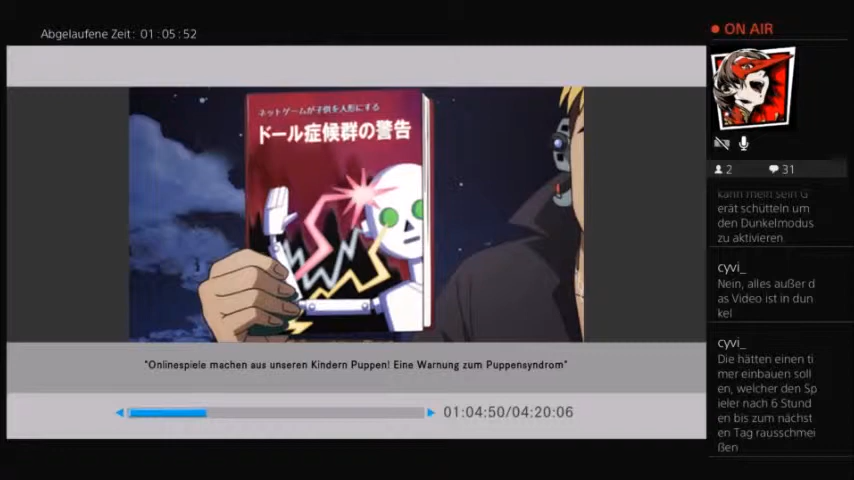 Abgelaufene Zeit: 01:05:52
ON AIR
2
31
ネットゲームが子供を人形にする
ドール症候群の警告
"Onlinespiele machen aus unseren Kindern Puppen! Eine Warnung zum Puppensyndrom"
01:04:50/04:20:06
kann mein sein G
erät schütteln um
den Dunkelmodus
zu aktivieren
cyvi_
Nein, alles außer d
as Video ist in dun
kel
cyvi_
Die hätten einen ti
mer einbauen soll
en, welcher den Sp
ieler nach 6 Stund
en bis zum nächst
en Tag rausschmei
ßen